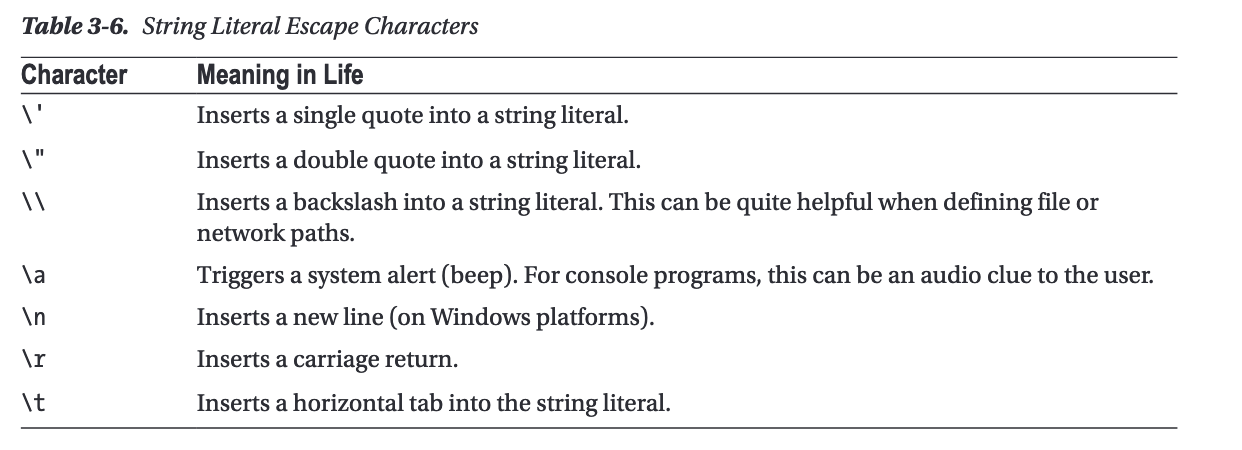 Table 3-6. String Literal Escape Characters
Character Meaning in Life
\' Inserts a single quote into a string literal.
\" Inserts a double quote into a string literal.
\\ Inserts a backslash into a string literal. This can be quite helpful when defining file or
network paths.
\a Triggers a system alert (beep). For console programs, this can be an audio clue to the user.
\n Inserts a new line (on Windows platforms).
\r Inserts a carriage return.
\t Inserts a horizontal tab into the string literal.